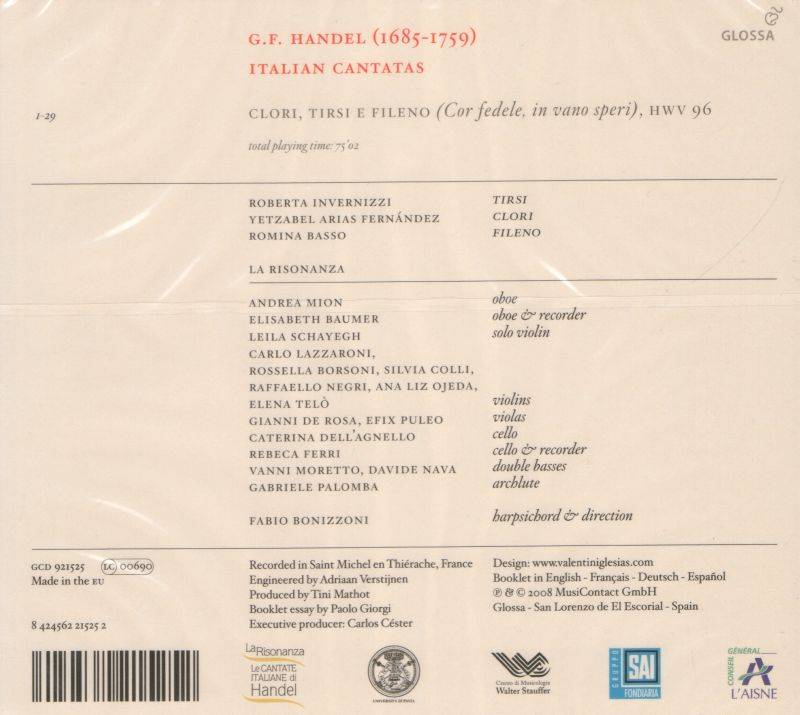 G.F. HANDEL (1685-1759)
GLOSSA
ITALIAN CANTATAS
1-29 CLORI, TIRSI E FILENO (Cor fedele, in vano speri), HWV 96
total playing time: 75'02
ROBERTA INVERNIZZI TIRSI
YETZABEL ARIAS FERNÁNDEZ CLORI
ROMINA BASSO FILENO
LA RISONANZA
ANDREA MION oboe
ELISABETH BAUMER oboe & recorder
LEILA SCHAYEGH solo violin
CARLO LAZZARONI,
ROSSELLA BORSONI, SILVIA COLLI,
RAFFAELLO NEGRI, ANA LIZ OJEDA,
ELENA TELÒ violins
GIANNI DE ROSA, EFIX PULEO violas
CATERINA DELL'AGNELLO cello
REBECA FERRI cello & recorder
VANNI MORETTO, DAVIDE NAVA double basses
GABRIELE PALOMBA archlute
FABIO BONIZZONI harpsichord & direction
GCD 921525 LC 00690
Made in the EU
8 424562 21525 2
Recorded in Saint Michel en Thiérache, France
Engineered by Adriaan Verstijnen
Produced by Tini Mathot
Booklet essay by Paolo Giorgi
Executive producer: Carlos Céster
Design: www.valentiniglesias.com
Booklet in English - Français - Deutsch - Español
℗ & © 2008 MusiContact GmbH
Glossa - San Lorenzo de El Escorial - Spain
La Risonanza
Le CANTATE
ITALIANE DI
Handel
UNIVERSITÀ DI PAVIA
Centro di Musicologia
Walter Stauffer
GRUPPO
SAI
FONDIARIA
CONSEIL
GÉNÉRAL
L'AISNE